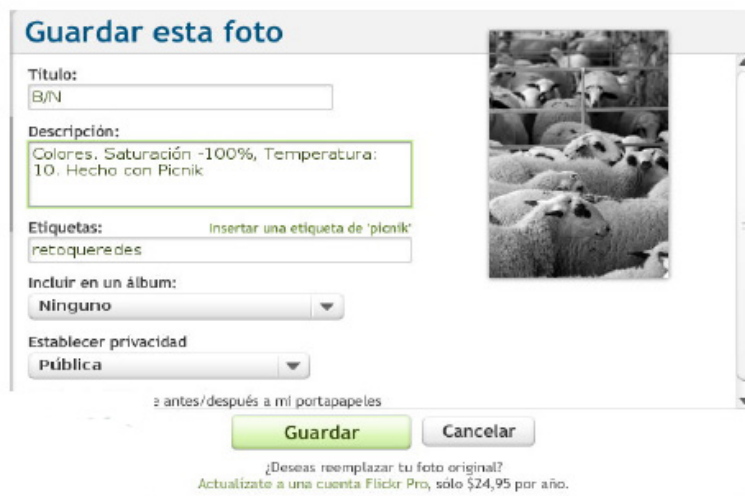 Guardar esta foto
Título:
B/N
Descripción:
Colores. Saturación -100%, Temperatura:
10. Hecho con Picnik
Etiquetas:
Insertar una etiqueta de 'picnik'
retoqueredes
Incluir en un álbum:
Ninguno
Establecer privacidad
Pública
antes/después a mi portapapeles
Guardar
Cancelar
¿Deseas reemplazar tu foto original?
Actualízate a una cuenta Flickr Pro, sólo $24,95 por año.